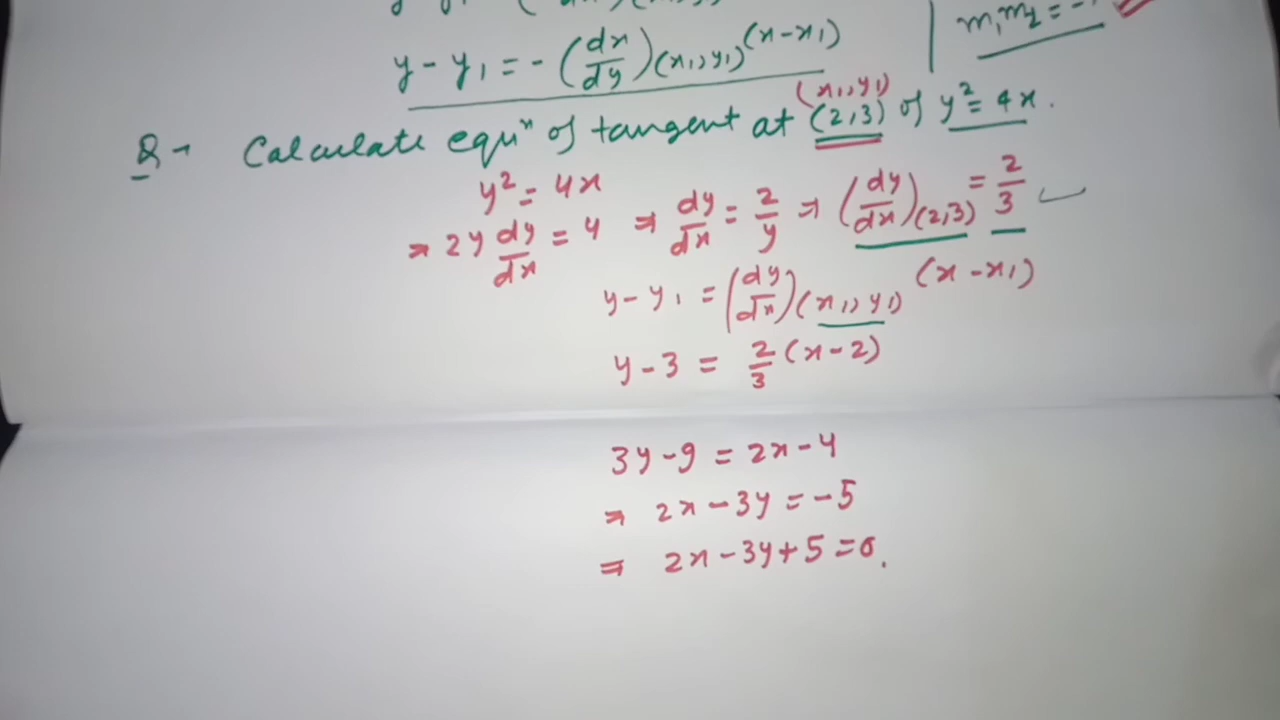 y - y₁ = - (dx/dy)(x₁,y₁) (x-x₁)
m₁m₂ = -
(x₁,y₁)
Q→ Calculate equⁿ of tangent at (2,3) of y² = 4x.
y² = 4x
⇒ 2y dy/dx = 4 ⇒ dy/dx = 2/y ⇒ (dy/dx)(2,3) = 2/3
y - y₁ = (dy/dx)(x₁,y₁) (x-x₁)
y - 3 = 2/3 (x-2)
3y - 9 = 2x - 4
⇒ 2x - 3y = -5
⇒ 2x - 3y + 5 = 0.